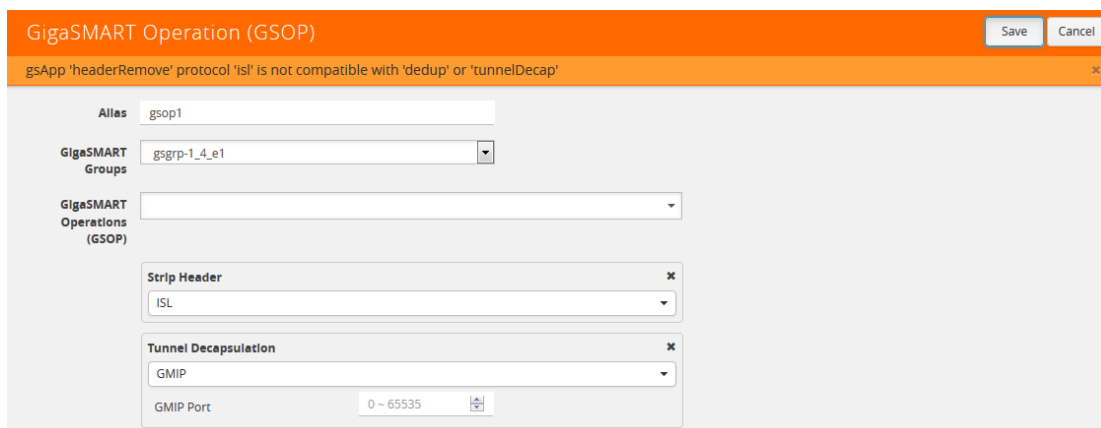 GigaSMART Operation (GSOP)
Save
Cancel
gsApp 'headerRemove' protocol 'isl' is not compatible with 'dedup' or 'tunnelDecap'
Alias
gsop1
GigaSMART
Groups
gsgrp-1_4_e1
GigaSMART
Operations
(GSOP)
Strip Header
ISL
Tunnel Decapsulation
GMIP
GMIP Port
0 ~ 65535